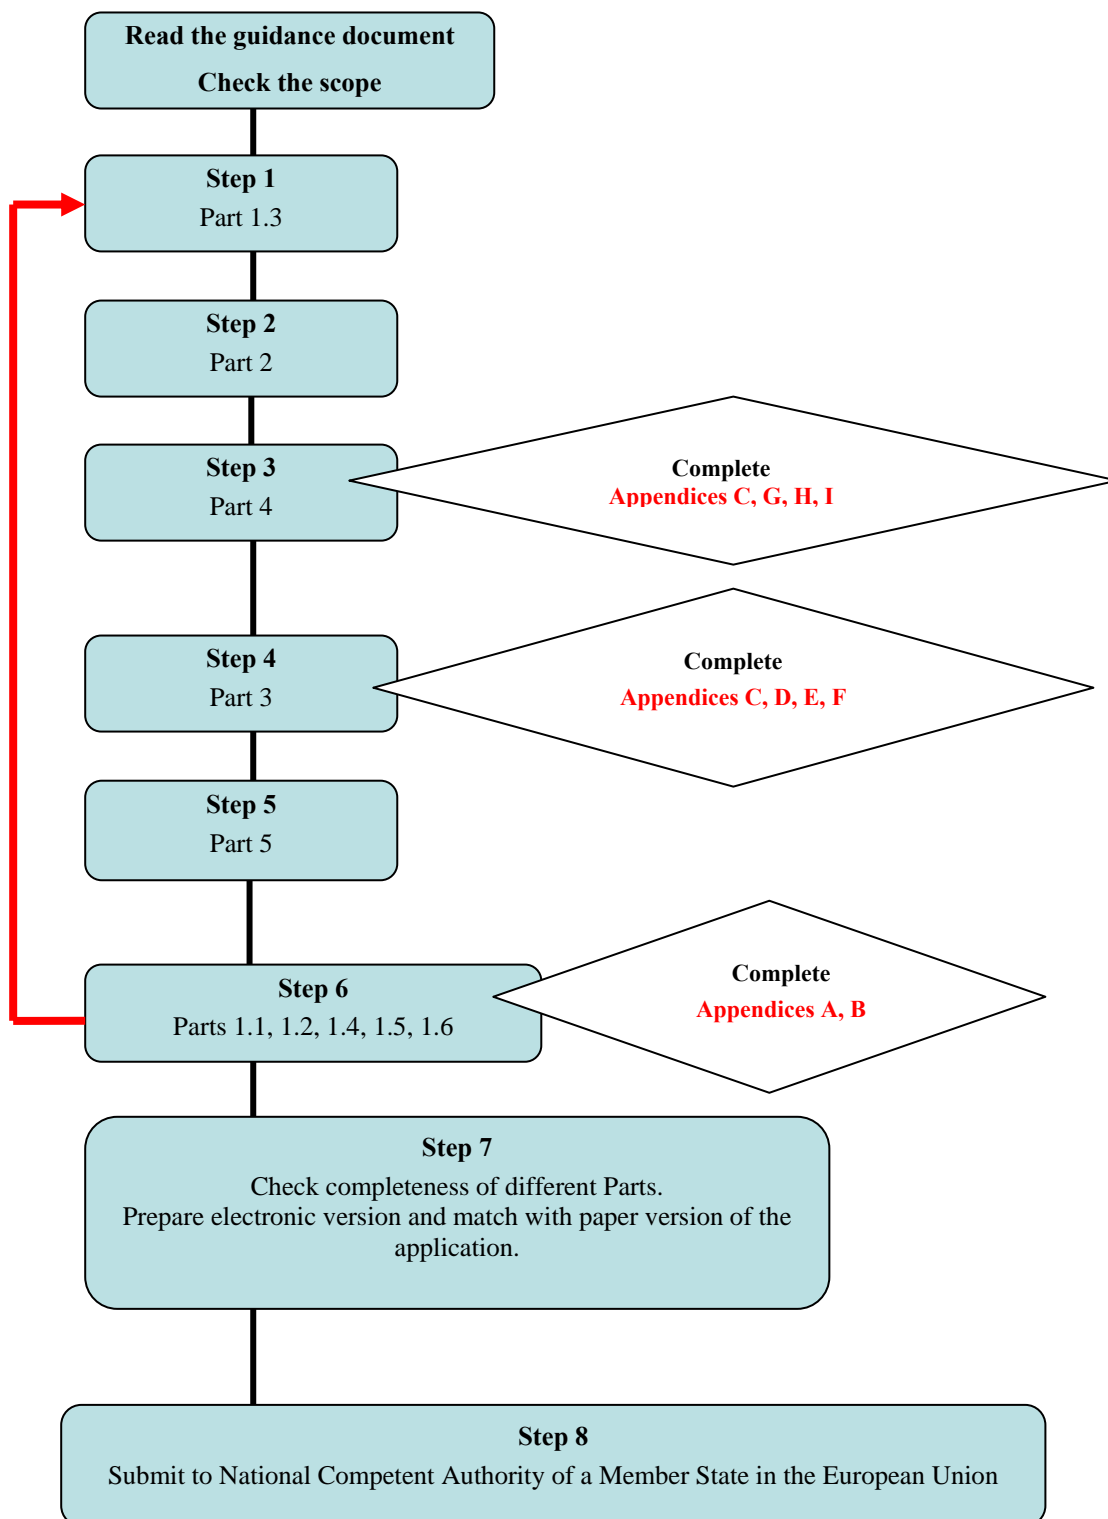 Read the guidance document
Check the scope
Step 1
Part 1.3
Step 2
Part 2
Step 3
Part 4
Complete
Appendices C, G, H, I
Step 4
Part 3
Complete
Appendices C, D, E, F
Step 5
Part 5
Step 6
Parts 1.1, 1.2, 1.4, 1.5, 1.6
Complete
Appendices A, B
Step 7
Check completeness of different Parts.
Prepare electronic version and match with paper version of the
application.
Step 8
Submit to National Competent Authority of a Member State in the European Union